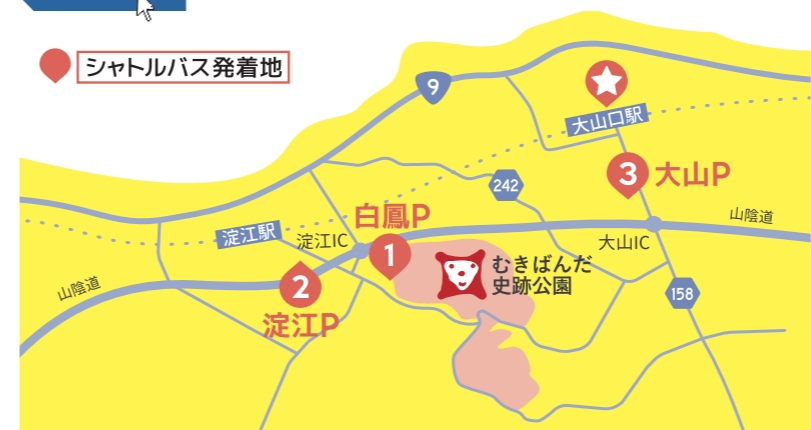 シャトルバス発着地
9
大山口駅
3 大山P
242
白鳳P
山陰道
淀江駅
淀江IC
大山IC
1
むきばんだ
史跡公園
山陰道
2
158
淀江P